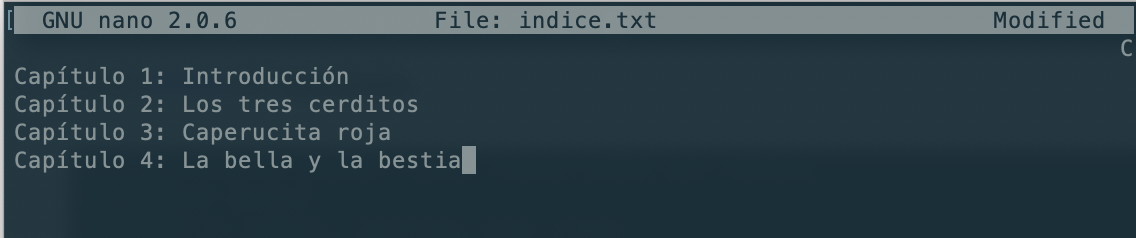 GNU nano 2.0.6 File: indice.txt Modified
C
Capítulo 1: Introducción
Capítulo 2: Los tres cerditos
Capítulo 3: Caperucita roja
Capítulo 4: La bella y la bestia